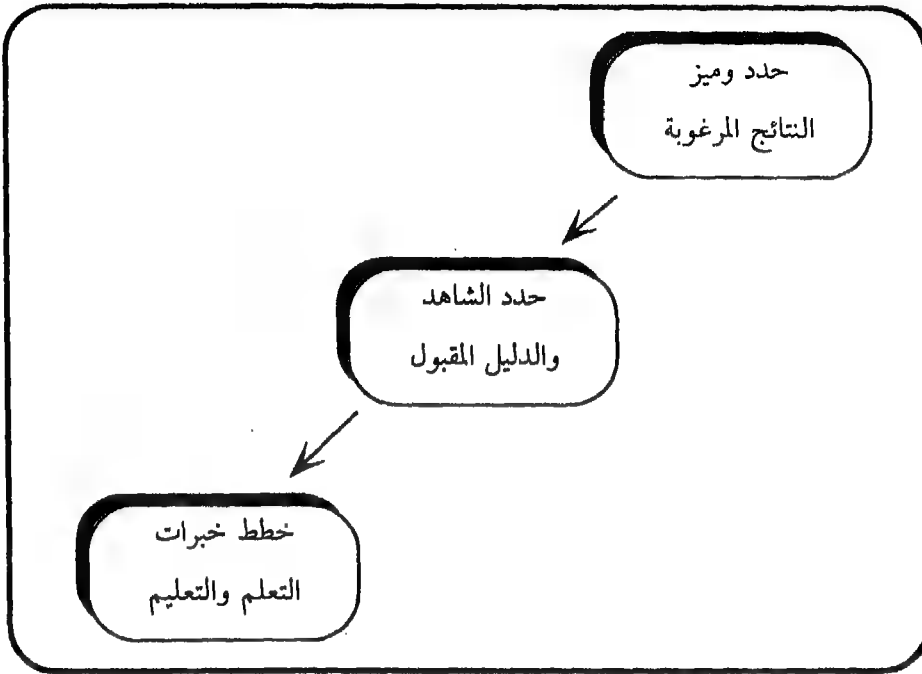 حدد وميز
النتائج المرغوبة
حدد الشاهد
والدليل المقبول
خطط خبرات
التعلم والتعليم